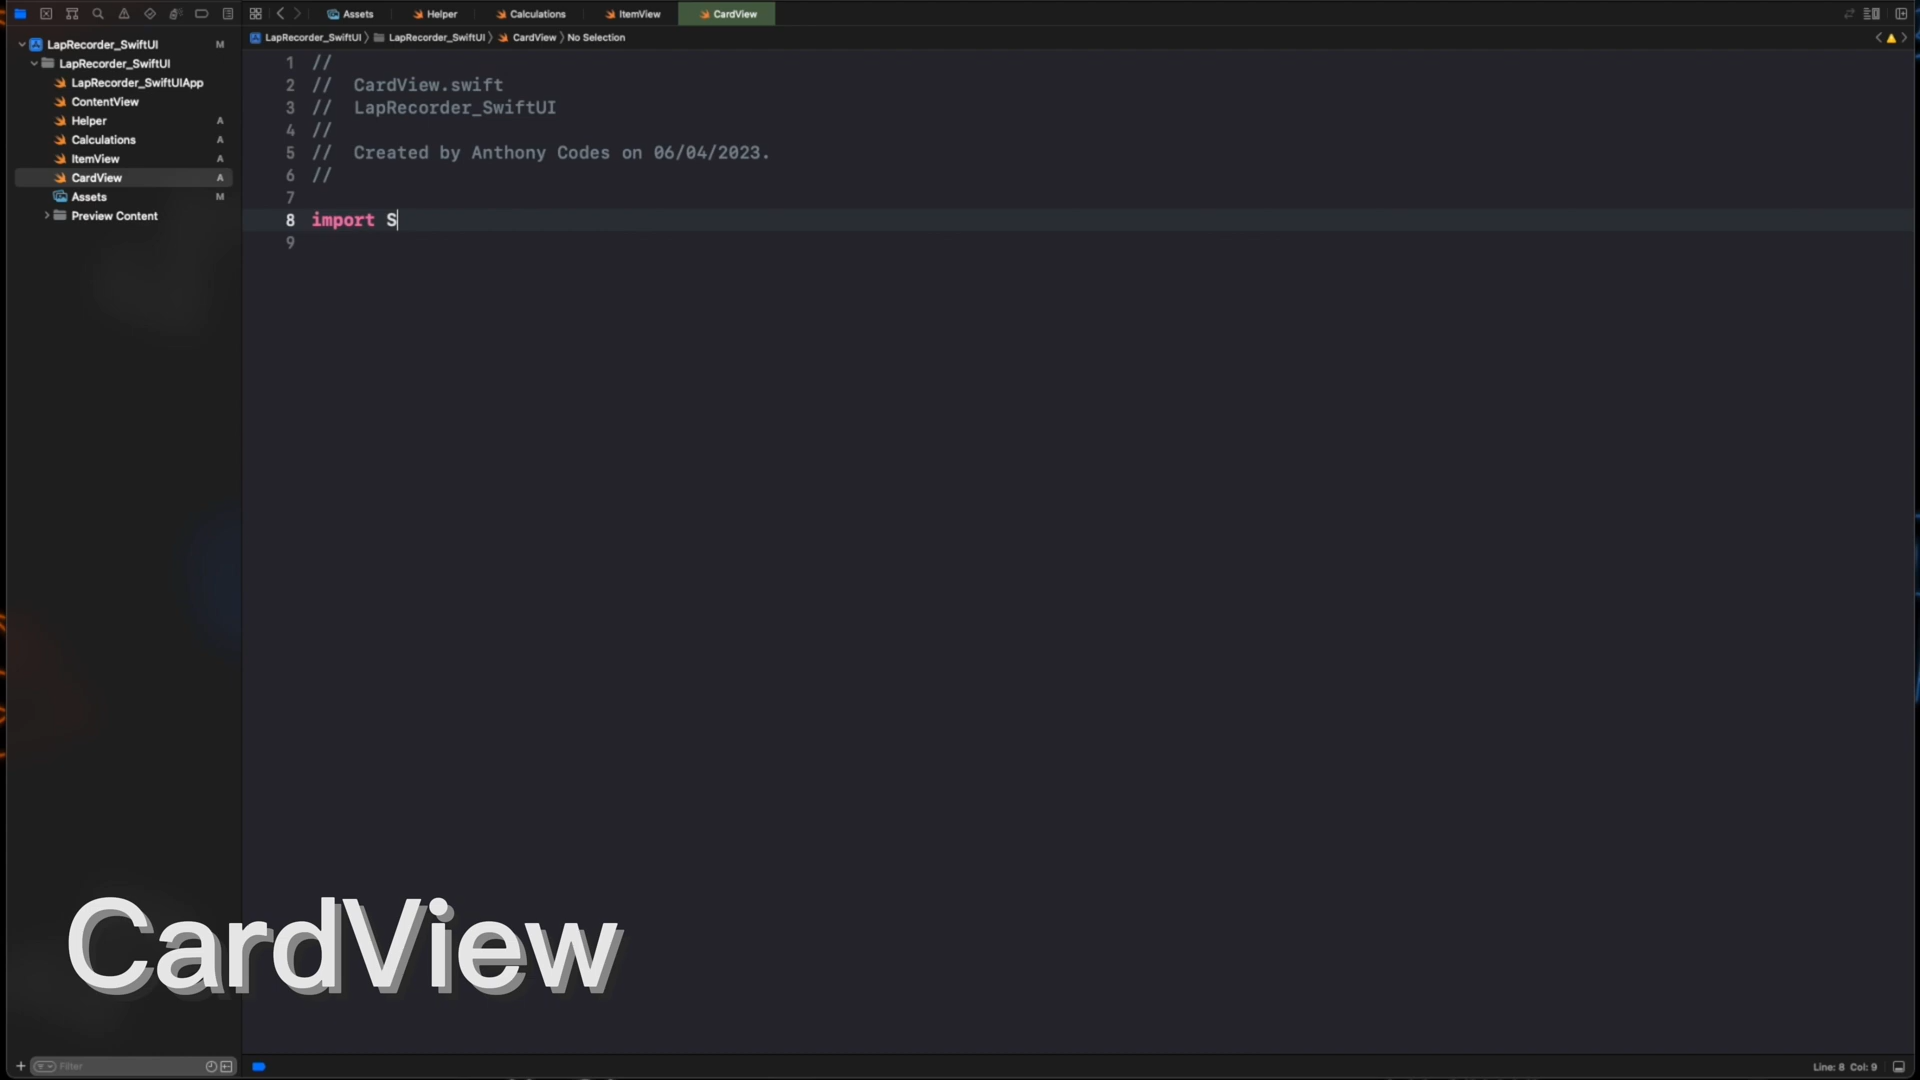 Assets
Helper
Calculations
ItemView
CardView
LapRecorder_SwiftUI M
LapRecorder_SwiftUI
LapRecorder_SwiftUIApp
ContentView
Helper A
Calculations A
ItemView A
CardView A
Assets M
Preview Content
LapRecorder_SwiftUI LapRecorder_SwiftUI CardView No Selection
1 //
2 // CardView.swift
3 // LapRecorder_SwiftUI
4 //
5 // Created by Anthony Codes on 06/04/2023.
6 //
7
8 import S
9
CardView
Filter
Line: 8 Col: 9